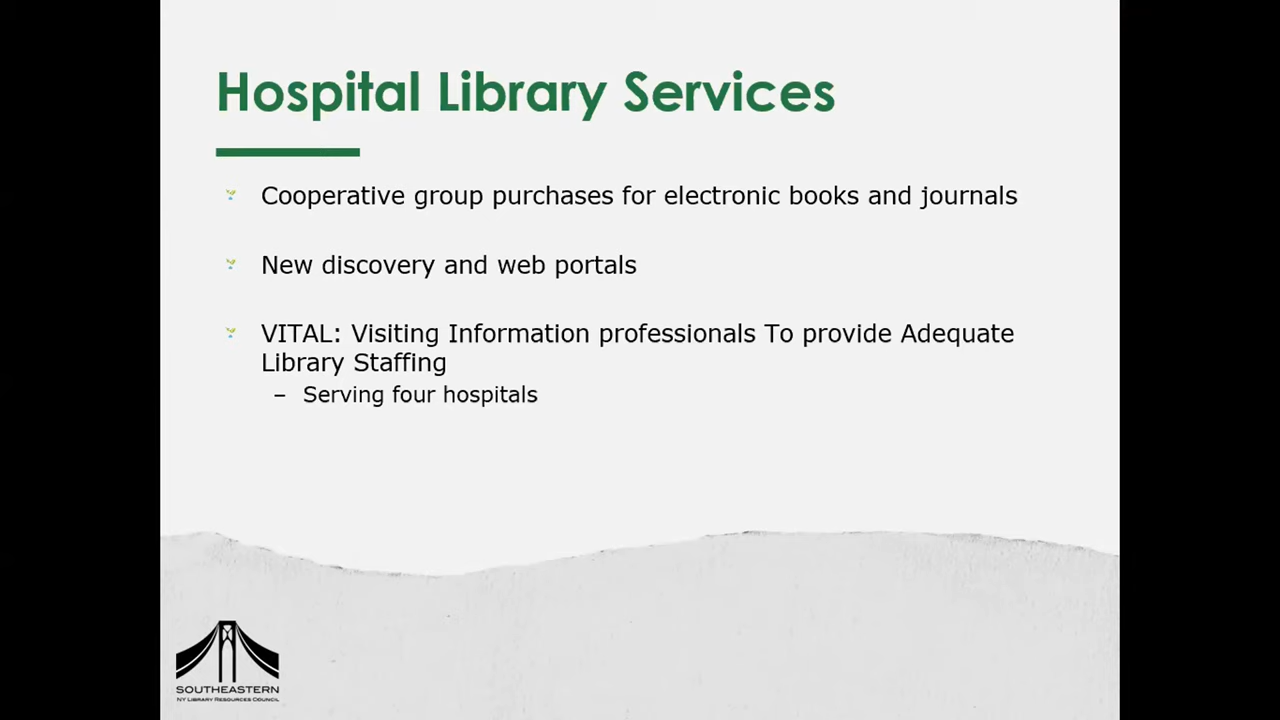 Hospital Library Services
Cooperative group purchases for electronic books and journals
New discovery and web portals
VITAL: Visiting Information professionals To provide Adequate
Library Staffing
– Serving four hospitals
SOUTHEASTERN
NY LIBRARY RESOURCES COUNCIL